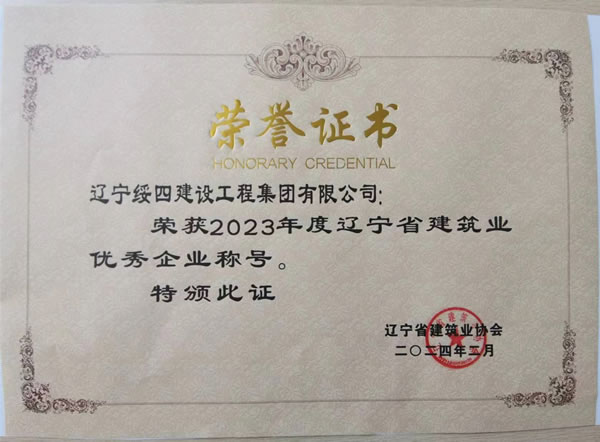 荣誉证书
HONORARY CREDENTIAL
辽宁绥四建设工程集团有限公司:
荣获2023年度辽宁省建筑业
优秀企业称号。
特颁此证
辽宁省建筑业协会
二〇二四年二月